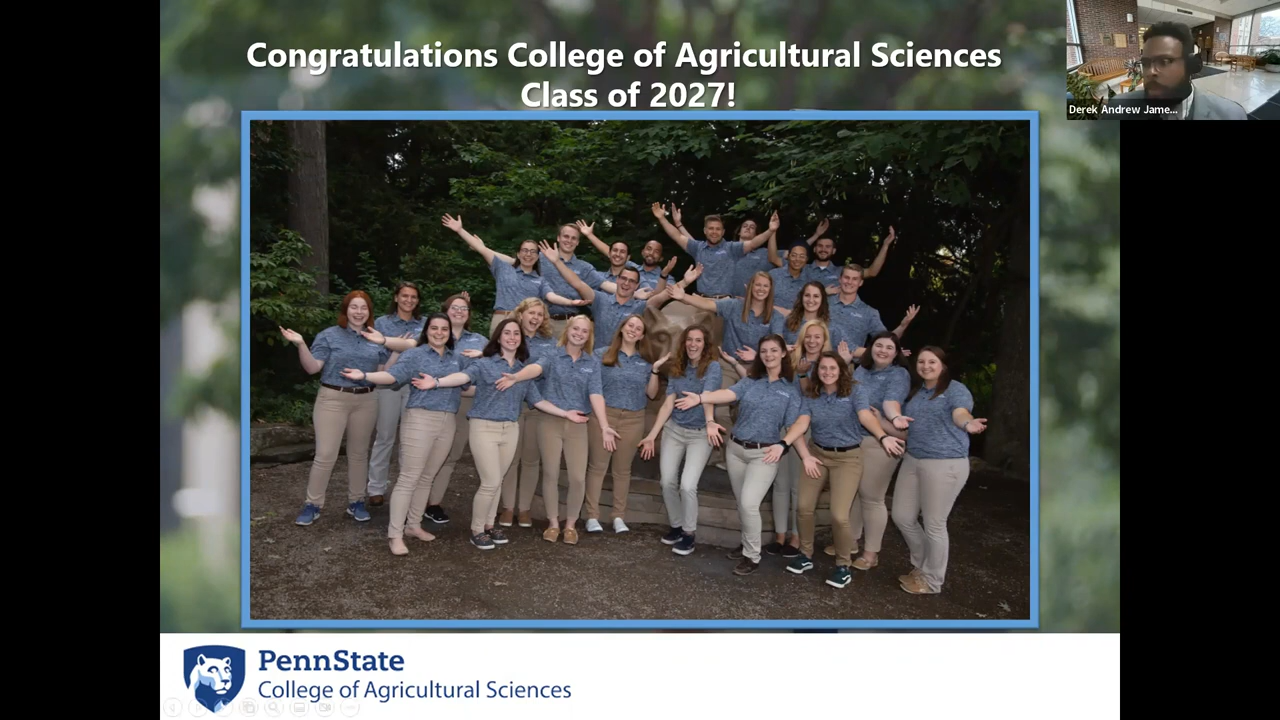 Congratulations College of Agricultural Sciences
Class of 2027!
Derek Andrew Jame...
PennState
College of Agricultural Sciences